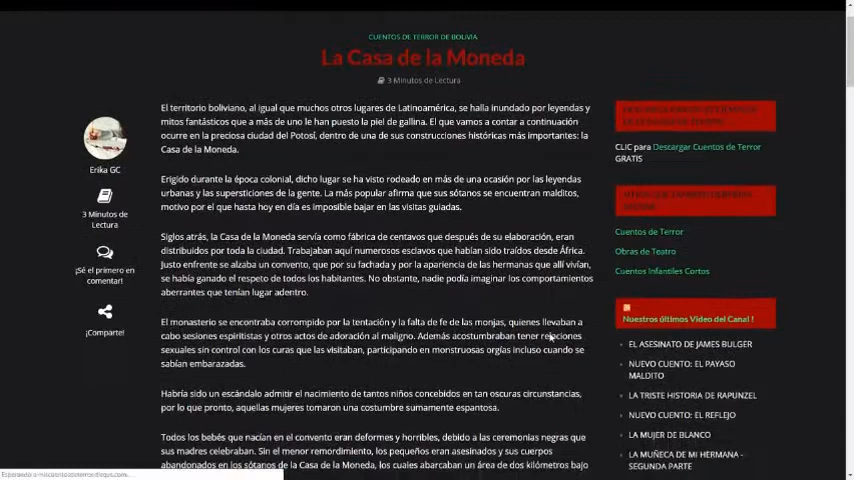 CUENTOS DE TERROR DE BOLIVIA
La Casa de la Moneda
3 Minutos de Lectura
Erika GC
3 Minutos de
Lectura
¡Sé el primero en
comentar!
¡Comparte!
El territorio boliviano, al igual que muchos otros lugares de Latinoamérica, se halla inundado por leyendas y
mitos fantásticos que a más de uno le han puesto la piel de gallina. El que vamos a contar a continuación
ocurre en la preciosa ciudad del Potosí, dentro de una de sus construcciones históricas más importantes: la
Casa de la Moneda.
Erigido durante la época colonial, dicho lugar se ha visto rodeado en más de una ocasión por las leyendas
urbanas y las supersticiones de la gente. La más popular afirma que sus sótanos se encuentran malditos,
motivo por el que hasta hoy en día es imposible bajar en las visitas guiadas.
Siglos atrás, la Casa de la Moneda servía como fábrica de centavos que después de su elaboración, eran
distribuidos por toda la ciudad. Trabajaban aquí numerosos esclavos que habían sido traídos desde África.
Justo enfrente se alzaba un convento, que por su fachada y por la apariencia de las hermanas que allí vivían,
se había ganado el respeto de todos los habitantes. No obstante, nadie podía imaginar los comportamientos
aberrantes que tenían lugar adentro.
El monasterio se encontraba corrompido por la tentación y la falta de fe de las monjas, quienes llevaban a
cabo sesiones espiritistas y otros actos de adoración al maligno. Además acostumbraban tener relaciones
sexuales sin control con los curas que las visitaban, participando en monstruosas orgías incluso cuando se
sabían embarazadas.
Habría sido un escándalo admitir el nacimiento de tantos niños concebidos en tan oscuras circunstancias,
por lo que pronto, aquellas mujeres tomaron una costumbre sumamente espantosa.
Todos los bebés que nacían en el convento eran deformes y horribles, debido a las ceremonias negras que
sus madres celebraban. Sin el menor remordimiento, los pequeños eran asesinados y sus cuerpos
abandonados en los sótanos de la Casa de la Moneda, los cuales abarcaban un área de dos kilómetros bajo
CLIC para Descargar Cuentos de Terror
GRATIS
Cuentos de Terror
Obras de Teatro
Cuentos Infantiles Cortos
Nuestros últimos Vídeo del Canal !
EL ASESINATO DE JAMES BULGER
NUEVO CUENTO: EL PAYASO
MALDITO
LA TRISTE HISTORIA DE RAPUNZEL
NUEVO CUENTO: EL REFLEJO
LA MUJER DE BLANCO
LA MUÑECA DE MI HERMANA -
SEGUNDA PARTE